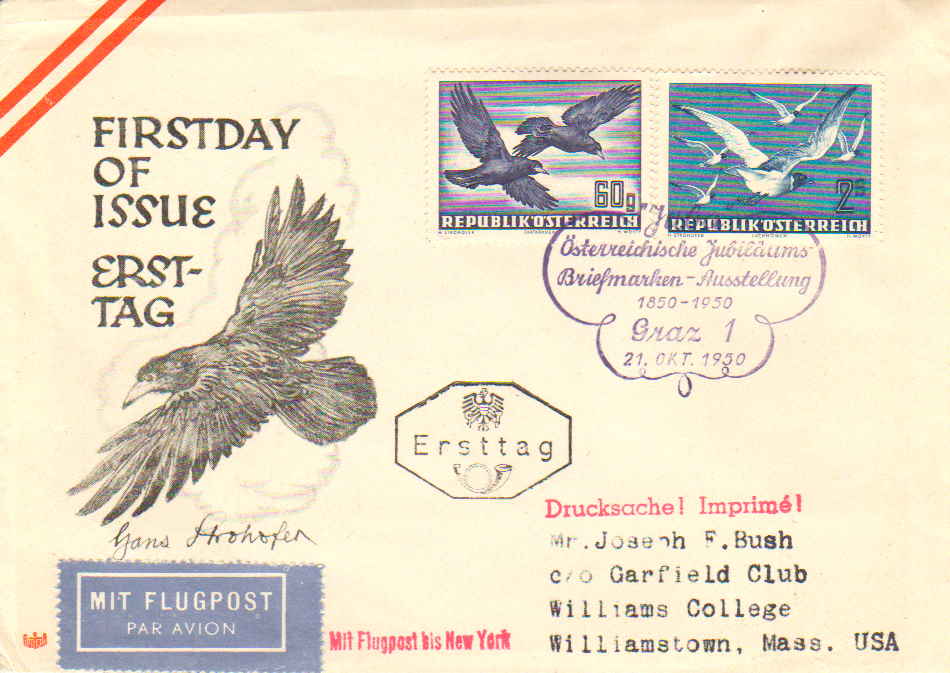 FIRSTDAY
OF
ISSUE
ERST-
TAG
60g
REPUBLIK ÖSTERREICH
2S
REPUBLIK ÖSTERREICH
Österreichische Jubiläums-
Briefmarken-Ausstellung
1850-1950
Graz 1
21. OKT. 1950
Ersttag
Hans Strohofer
Drucksache! Imprimé!
Mr. Joseph F. Bush
c/o Garfield Club
Williams College
Williamstown, Mass. USA
MIT FLUGPOST
PAR AVION
Mit Flugpost bis New York